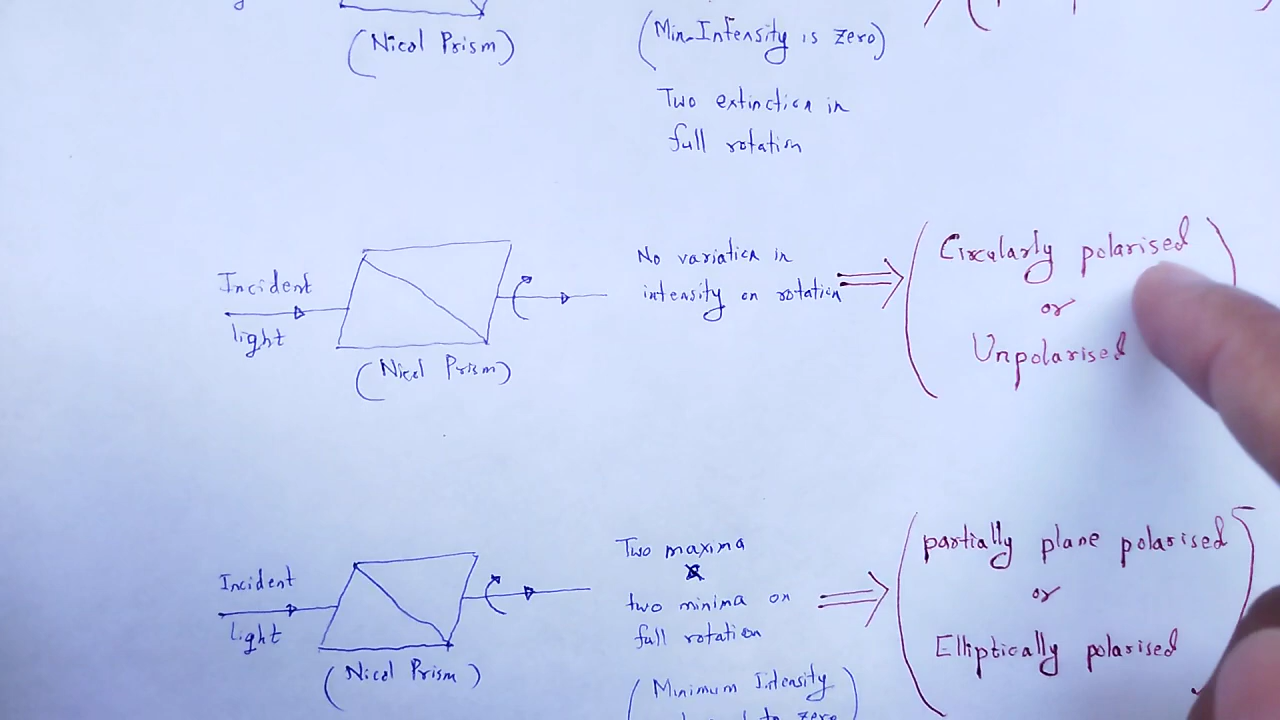 (Nicol Prism)
(Min. Intensity is zero)
Two extinction in
full rotation
Incident
light
(Nicol Prism)
No variation in
intensity on rotation
Circularly polarised
or
Unpolarised
Incident
light
(Nicol Prism)
Two maxima
&
two minima on
full rotation
(Minimum Intensity
to zero
partially plane polarised
or
Elliptically polarised